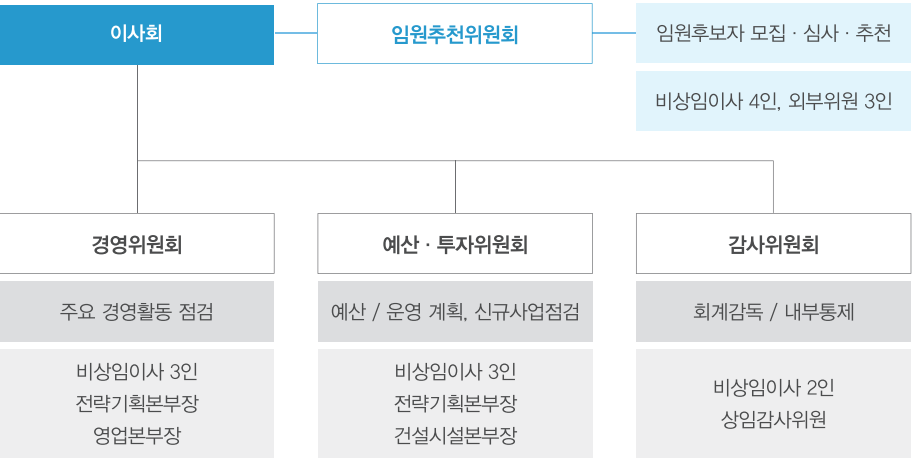 이사회
임원추천위원회
임원후보자 모집 · 심사 · 추천
비상임이사 4인, 외부위원 3인
경영위원회
주요 경영활동 점검
비상임이사 3인
전략기획본부장
영업본부장
예산 · 투자위원회
예산 / 운영 계획, 신규사업점검
비상임이사 3인
전략기획본부장
건설시설본부장
감사위원회
회계감독 / 내부통제
비상임이사 2인
상임감사위원